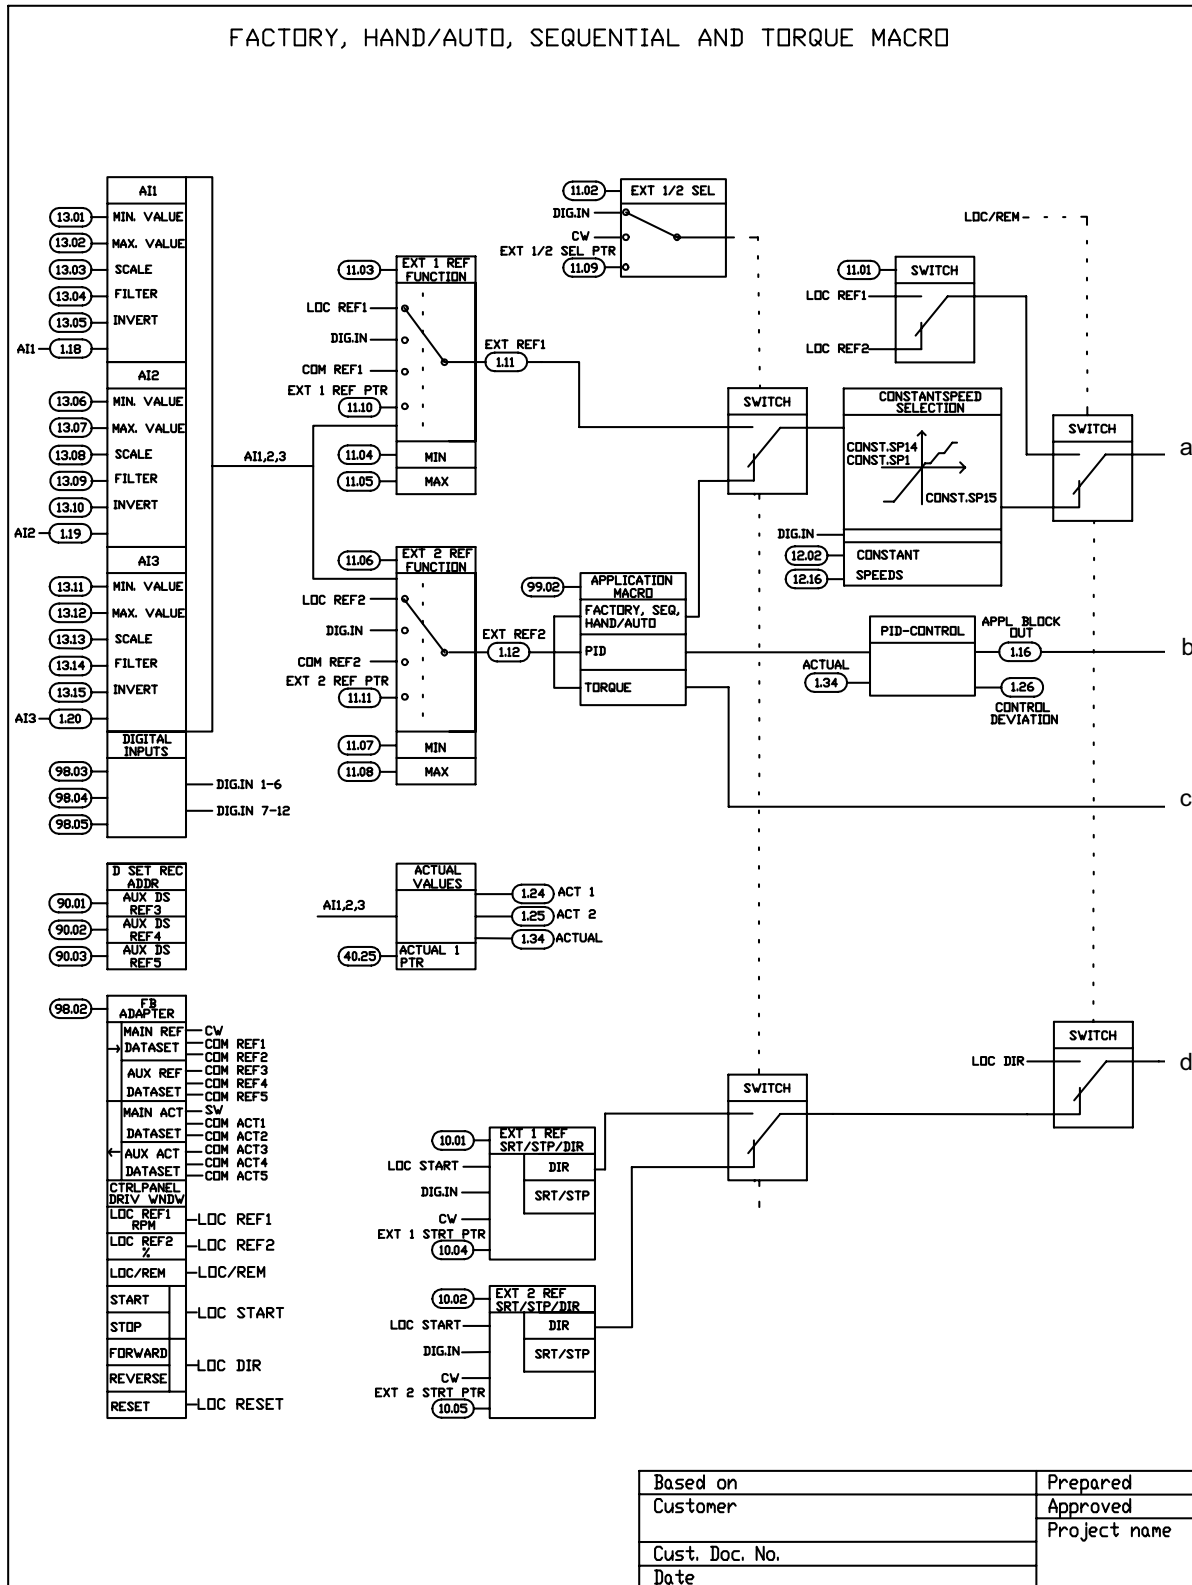 FACTORY, HAND/AUTO, SEQUENTIAL AND TORQUE MACRO
AI1
13.01 MIN. VALUE
13.02 MAX. VALUE
13.03 SCALE
13.04 FILTER
13.05 INVERT
AI1 1.18
AI2
13.06 MIN. VALUE
13.07 MAX. VALUE
13.08 SCALE
13.09 FILTER
13.10 INVERT
AI2 1.19
AI3
13.11 MIN. VALUE
13.12 MAX. VALUE
13.13 SCALE
13.14 FILTER
13.15 INVERT
AI3 1.20
DIGITAL
INPUTS
98.03
98.04
98.05
DIG.IN 1-6
DIG.IN 7-12
AI1,2,3
11.03 EXT 1 REF
FUNCTION
LOC REF1
DIG.IN
COM REF1
EXT 1 REF PTR
11.10
11.04 MIN
11.05 MAX
EXT REF1
1.11
11.06 EXT 2 REF
FUNCTION
LOC REF2
DIG.IN
COM REF2
EXT 2 REF PTR
11.11
11.07 MIN
11.08 MAX
EXT REF2
1.12
11.02 EXT 1/2 SEL
DIG.IN
CW
EXT 1/2 SEL PTR
11.09
99.02 APPLICATION
MACRO
FACTORY, SEQ,
HAND/AUTO
PID
TORQUE
SWITCH
LOC/REM
11.01 SWITCH
LOC REF1
LOC REF2
CONSTANTSPEED
SELECTION
CONST.SP14
CONST.SP1
CONST.SP15
DIG.IN
12.02 CONSTANT
12.16 SPEEDS
SWITCH
a
PID-CONTROL
ACTUAL
1.34
APPL BLOCK
OUT
1.16
b
1.26
CONTROL
DEVIATION
c
D SET REC
ADDR
90.01 AUX DS
REF3
90.02 AUX DS
REF4
90.03 AUX DS
REF5
AI1,2,3
ACTUAL
VALUES
1.24 ACT 1
1.25 ACT 2
1.34 ACTUAL
40.25 ACTUAL 1
PTR
98.02 FB
ADAPTER
MAIN REF
DATASET
CW
COM REF1
COM REF2
AUX REF
DATASET
COM REF3
COM REF4
COM REF5
MAIN ACT
DATASET
SW
COM ACT1
COM ACT2
AUX ACT
DATASET
COM ACT3
COM ACT4
COM ACT5
CTRLPANEL
DRIV WNDW
LOC REF1
RPM
LOC REF1
LOC REF2
%
LOC REF2
LOC/REM LOC/REM
START
STOP
LOC START
FORWARD
REVERSE
LOC DIR
RESET LOC RESET
10.01 EXT 1 REF
SRT/STP/DIR
LOC START
DIR
DIG.IN
SRT/STP
CW
EXT 1 STRT PTR
10.04
10.02 EXT 2 REF
SRT/STP/DIR
LOC START
DIR
DIG.IN
SRT/STP
CW
EXT 2 STRT PTR
10.05
SWITCH
SWITCH
LOC DIR
d
Based on
Customer
Cust. Doc. No.
Date
Prepared
Approved
Project name